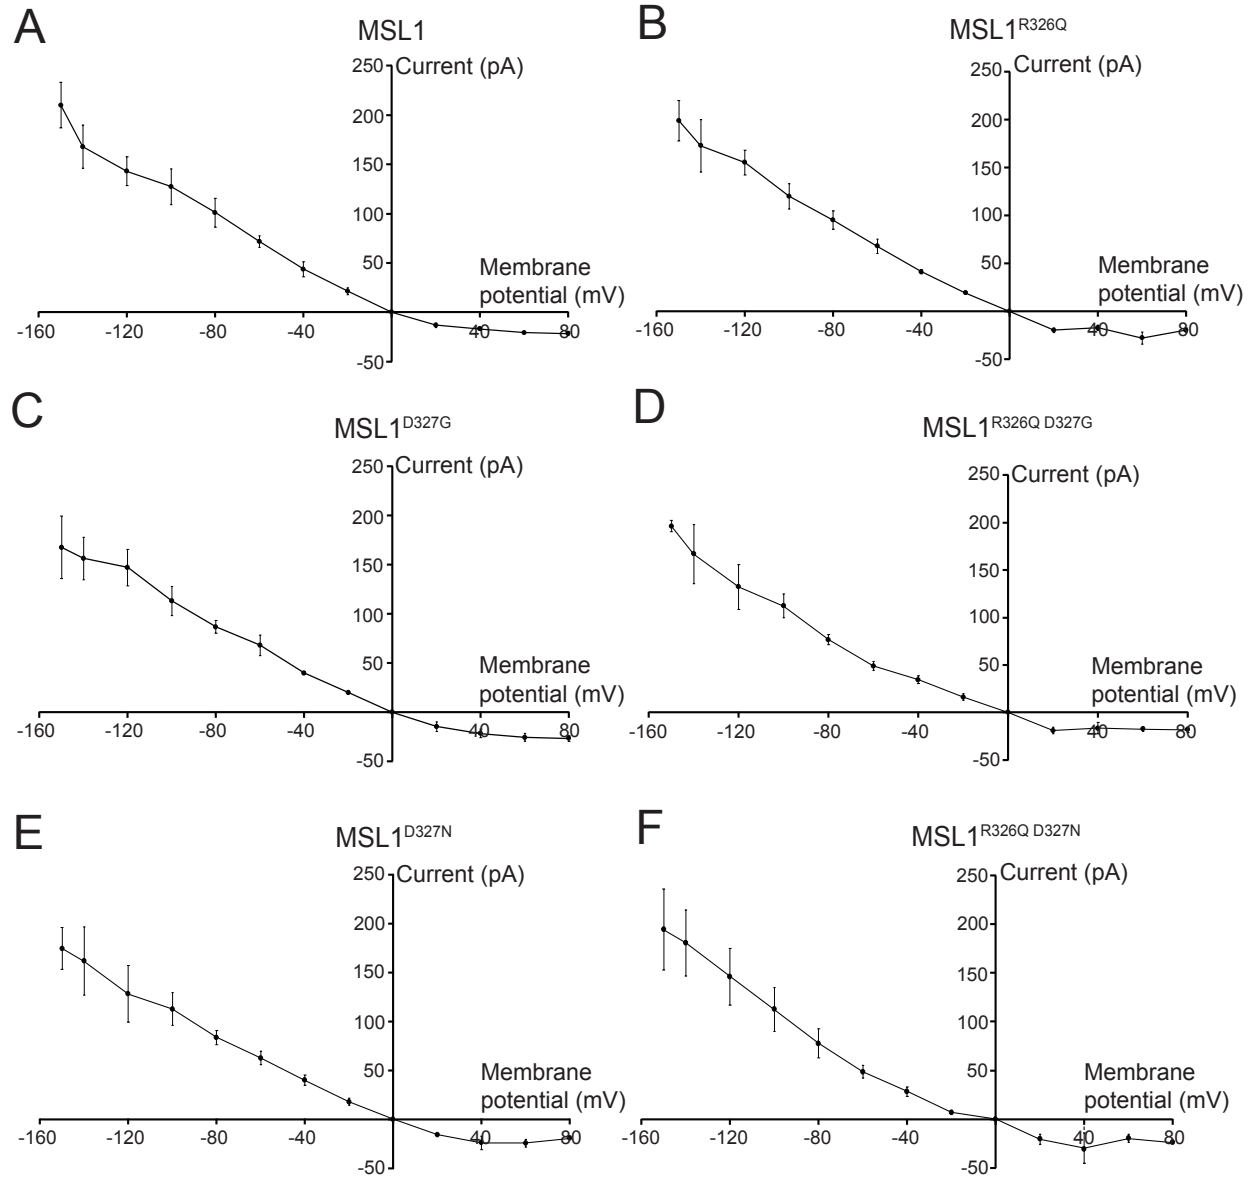 A
MSL1
250 Current (pA)
200
150
100
50
Membrane
potential (mV)
-160 -120 -80 -40 40 80
-50
B
MSL1R326Q
250 Current (pA)
200
150
100
50
Membrane
potential (mV)
-160 -120 -80 -40 40 80
-50
C
MSL1D327G
250 Current (pA)
200
150
100
50
Membrane
potential (mV)
-160 -120 -80 -40 40 80
-50
D
MSL1R326Q D327G
250 Current (pA)
200
150
100
50
Membrane
potential (mV)
-160 -120 -80 -40 40 80
-50
E
MSL1D327N
250 Current (pA)
200
150
100
50
Membrane
potential (mV)
-160 -120 -80 -40 40 80
-50
F
MSL1R326Q D327N
250 Current (pA)
200
150
100
50
Membrane
potential (mV)
-160 -120 -80 -40 40 80
-50